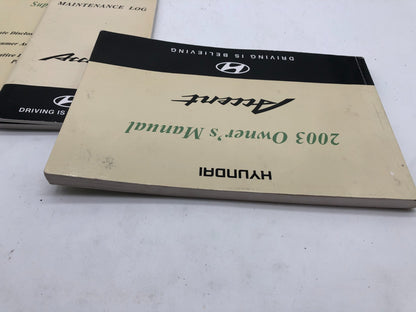 HYUNDAI
2003 Owner's Manual
Accent
DRIVING IS BELIEVING
MAINTENANCE LOG
DRIVING IS